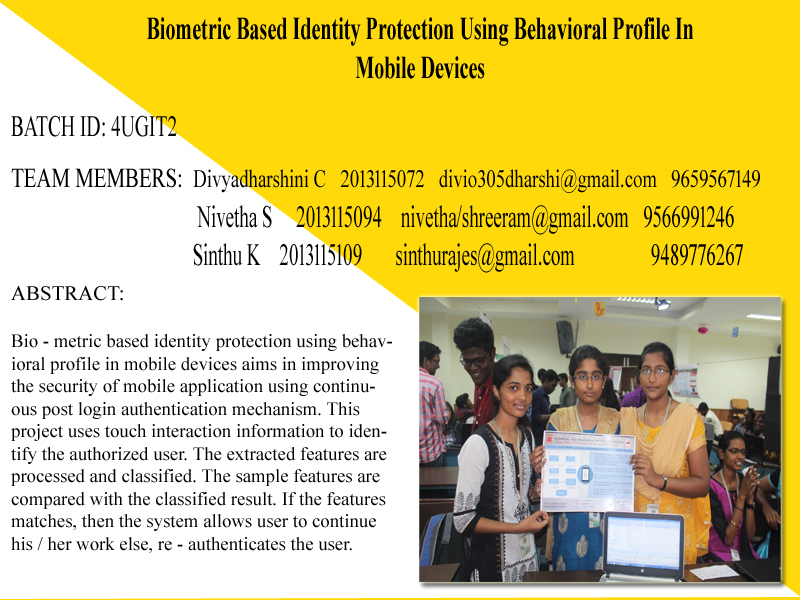 Biometric Based Identity Protection Using Behavioral Profile In
Mobile Devices
BATCH ID: 4UGIT2
TEAM MEMBERS: Divyadharshini C 2013115072 divio305dharshi@gmail.com 9659567149
Nivetha S 2013115094 nivetha/shreeram@gmail.com 9566991246
Sinthu K 2013115109 sinthurajes@gmail.com 9489776267
ABSTRACT:
Bio - metric based identity protection using behav-
ioral profile in mobile devices aims in improving
the security of mobile application using continu-
ous post login authentication mechanism. This
project uses touch interaction information to iden-
tify the authorized user. The extracted features are
processed and classified. The sample features are
compared with the classified result. If the features
matches, then the system allows user to continue
his / her work else, re - authenticates the user.